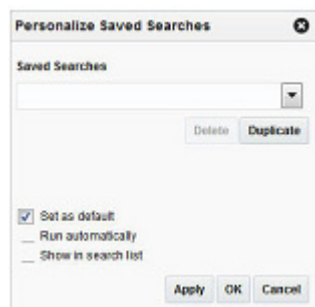 Personalize Saved Searches
Saved Searches
Delete Duplicate
Set as default
Run automatically
Show in search list
Apply OK Cancel